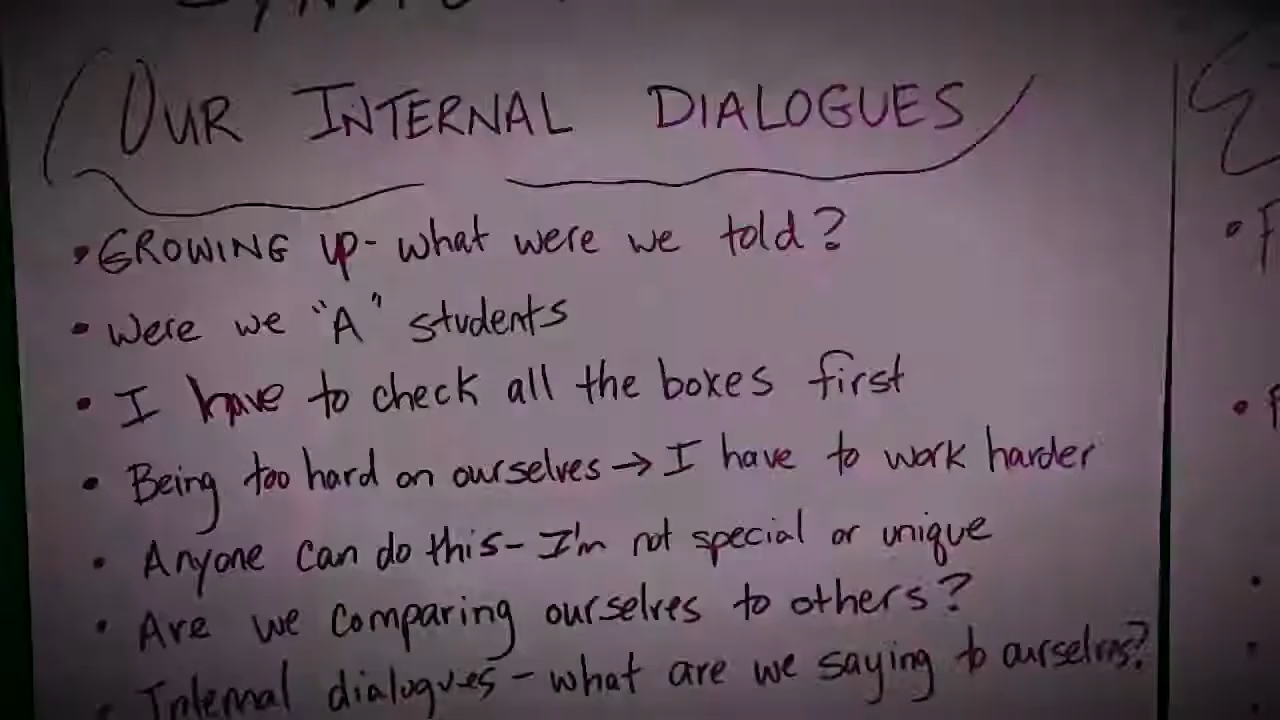 OUR INTERNAL DIALOGUES
• GROWING up - what were we told?
• Were we "A" students
• I have to check all the boxes first
• Being too hard on ourselves → I have to work harder
• Anyone can do this - I'm not special or unique
• Are we comparing ourselves to others?
• Internal dialogues - what are we saying to ourselves?